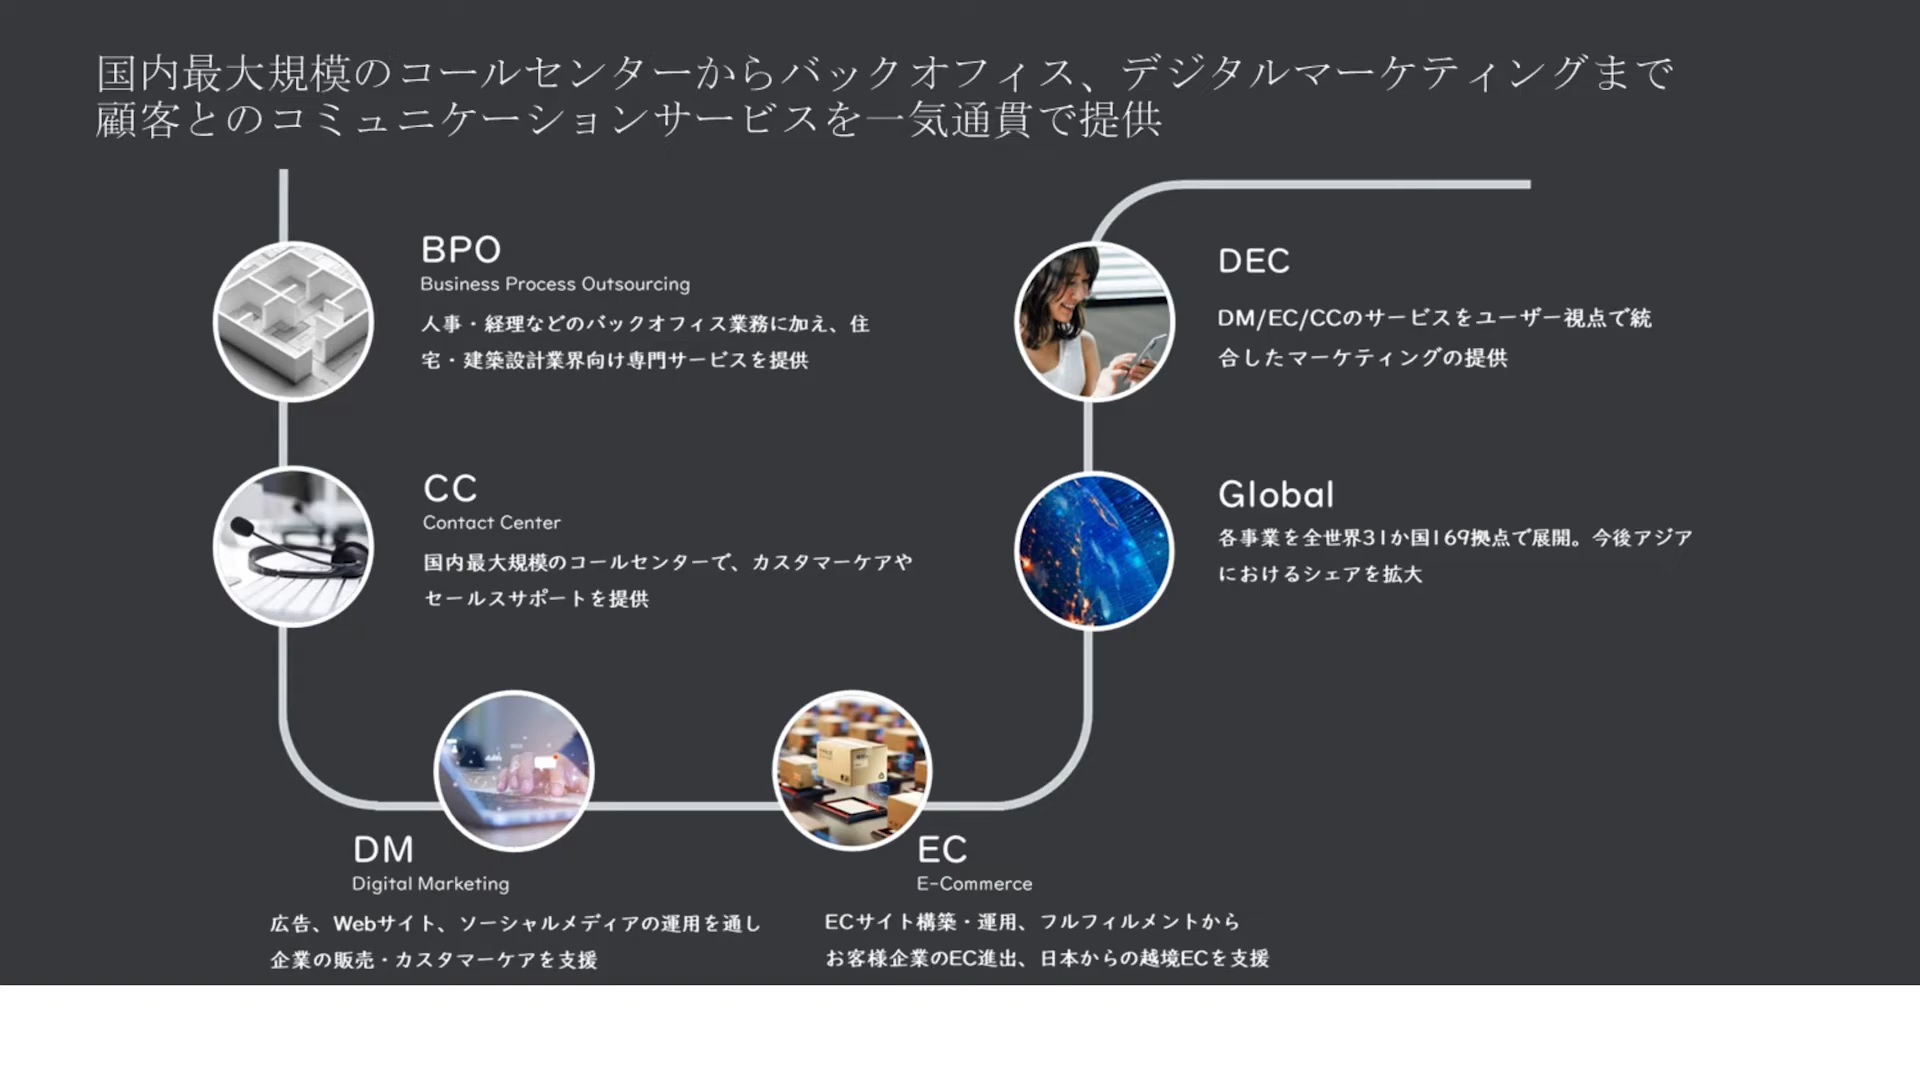 国内最大規模のコールセンターからバックオフィス、デジタルマーケティングまで
顧客とのコミュニケーションサービスを一気通貫で提供
BPO
Business Process Outsourcing
人事・経理などのバックオフィス業務に加え、住
宅・建築設計業界向け専門サービスを提供
CC
Contact Center
国内最大規模のコールセンターで、カスタマーケアや
セールスサポートを提供
DM
Digital Marketing
広告、Webサイト、ソーシャルメディアの運用を通し
企業の販売・カスタマーケアを支援
EC
E-Commerce
ECサイト構築・運用、フルフィルメントから
お客様企業のEC進出、日本からの越境ECを支援
DEC
DM/EC/CCのサービスをユーザー視点で統
合したマーケティングの提供
Global
各事業を全世界31か国169拠点で展開。今後アジア
におけるシェアを拡大